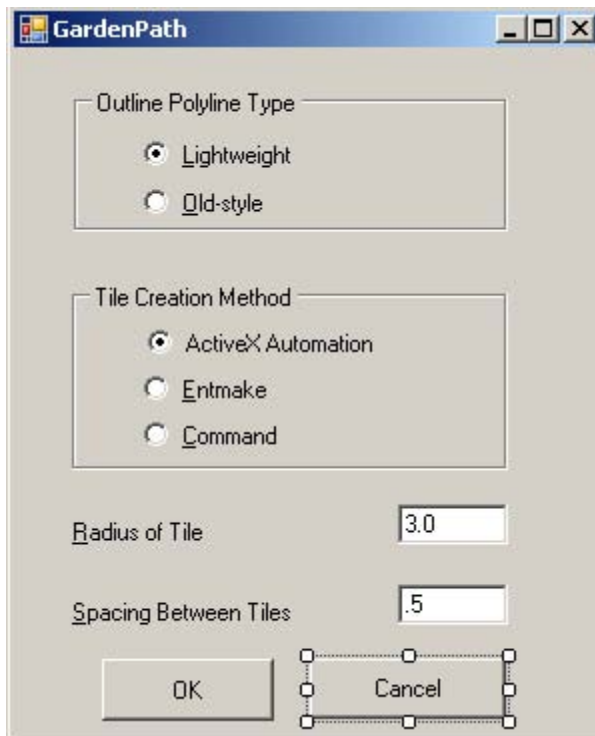 GardenPath
Outline Polyline Type
Lightweight
Old-style
Tile Creation Method
ActiveX Automation
Entmake
Command
Radius of Tile
3.0
Spacing Between Tiles
.5
OK
Cancel